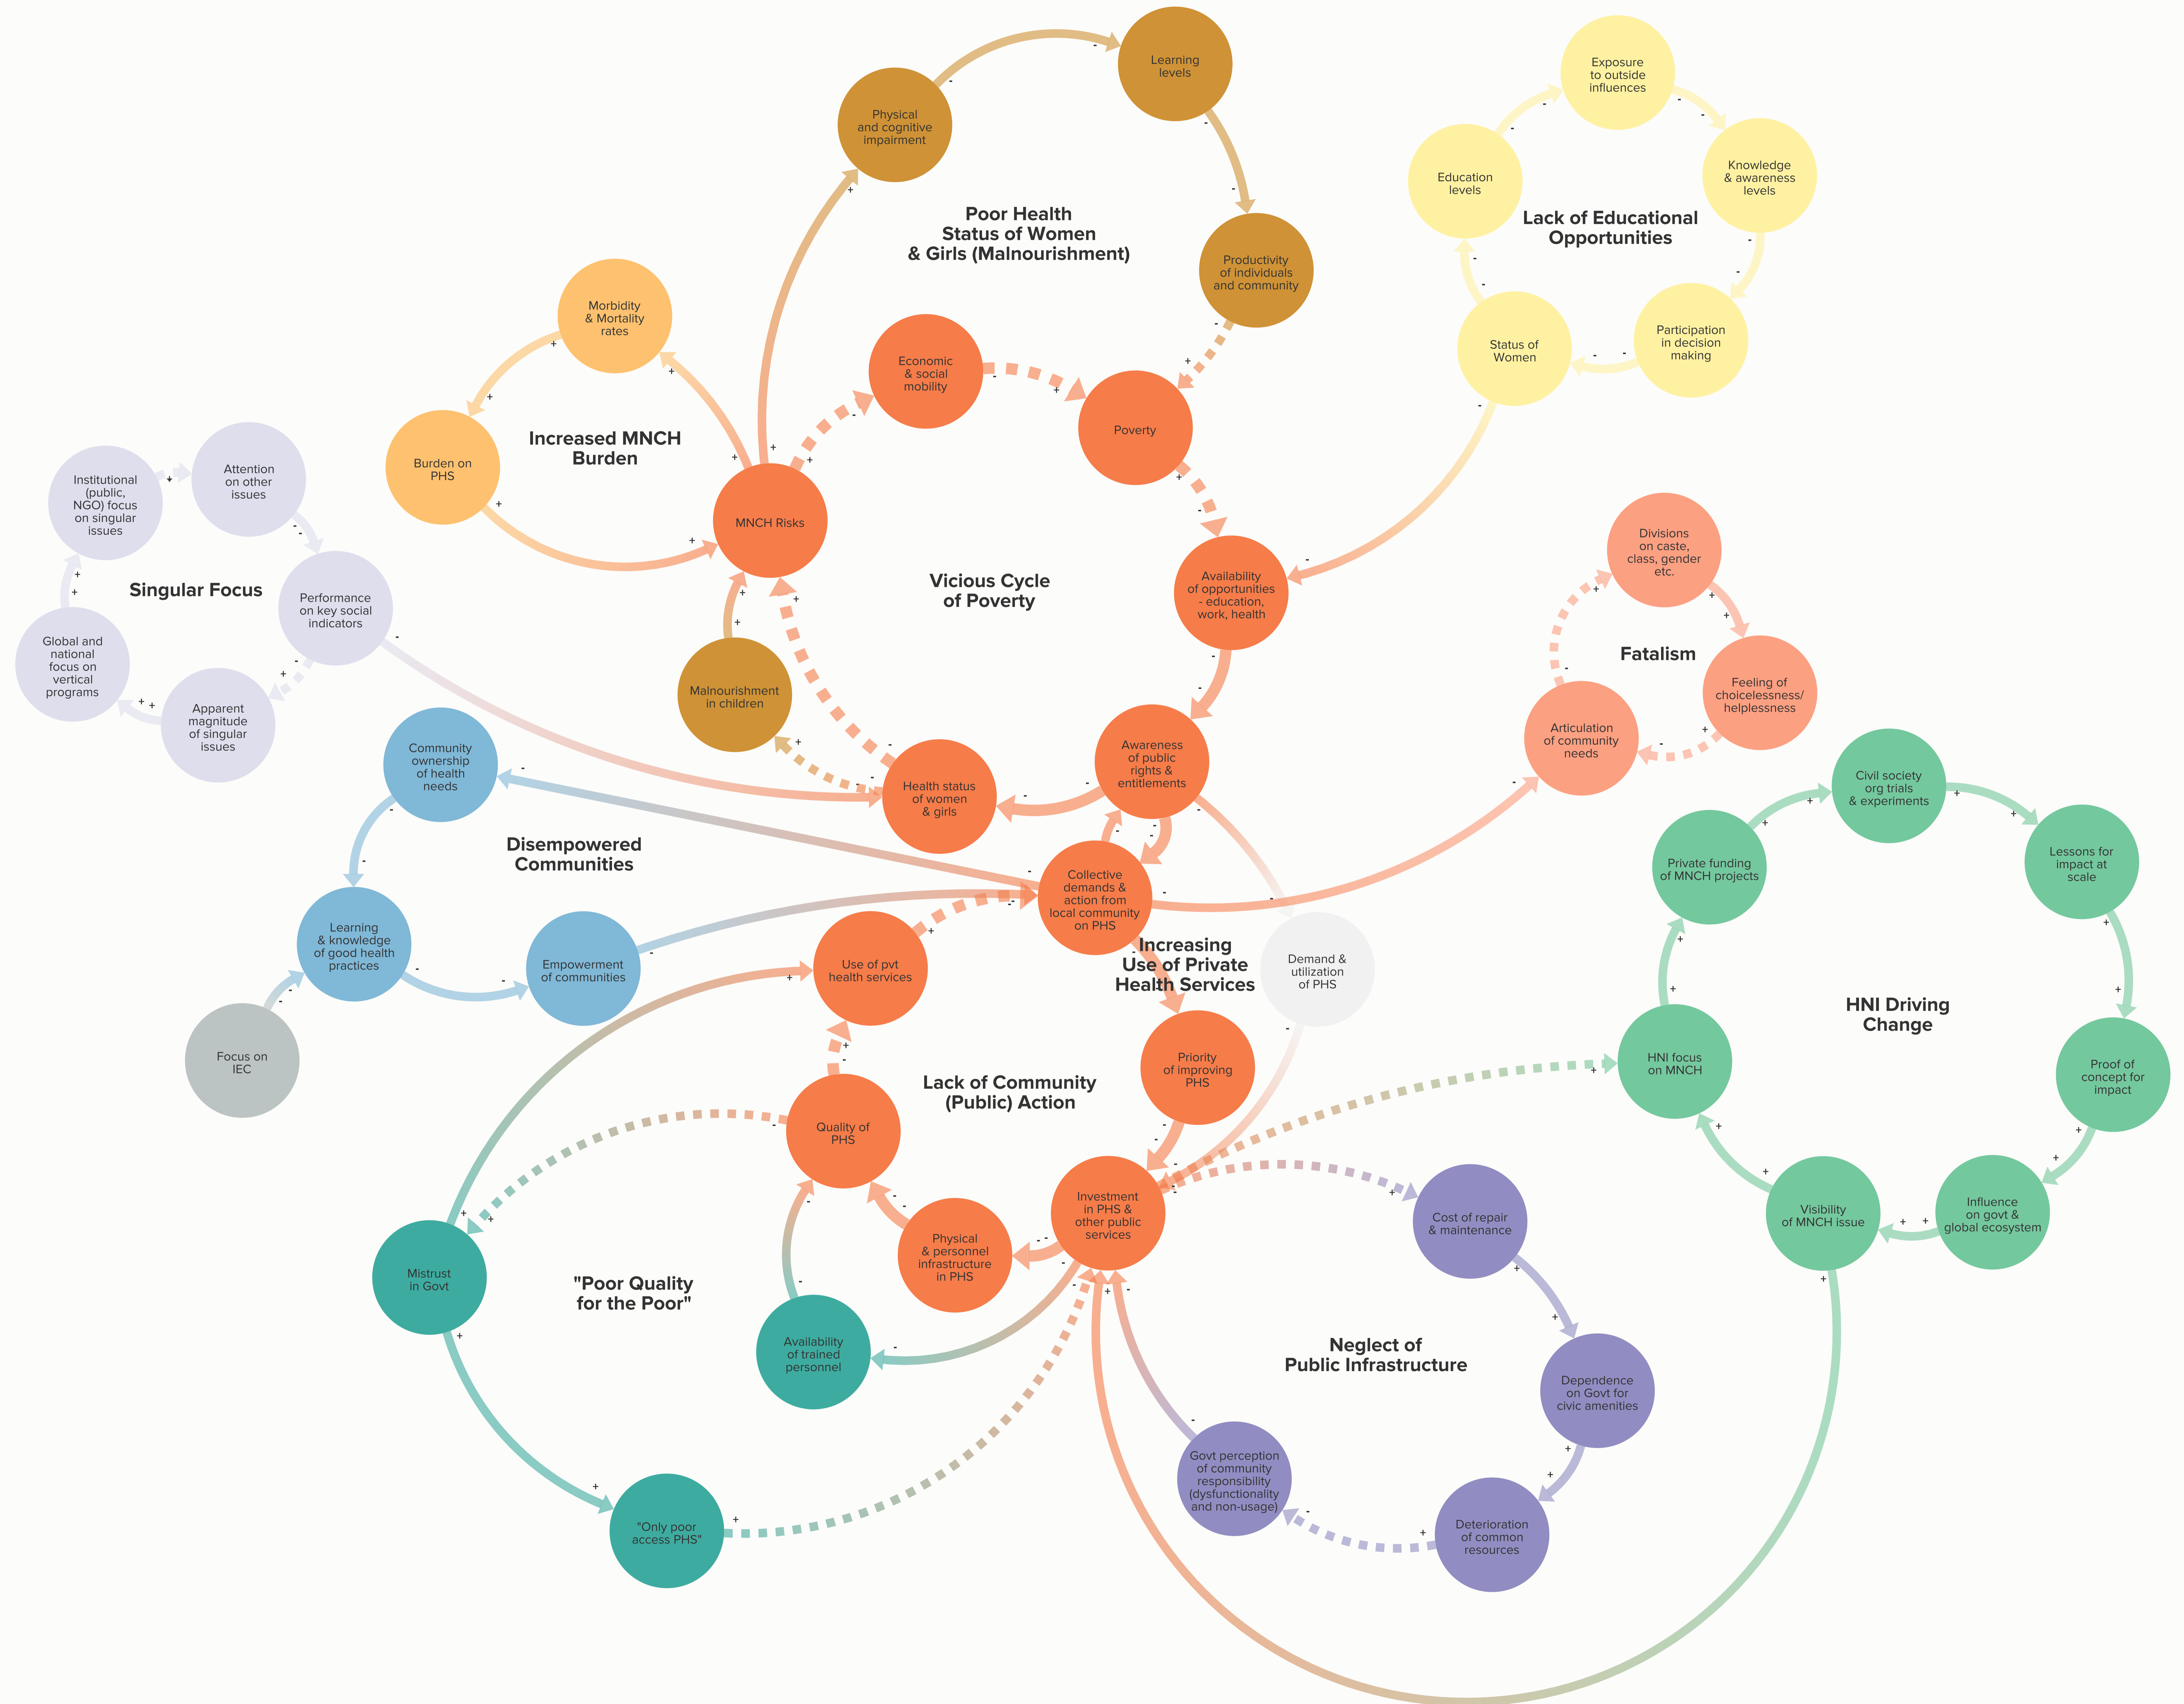 Learning
levels
Physical
and cognitive
impairment
Exposure
to outside
influences
Knowledge
& awareness
levels
Education
levels
Lack of Educational
Opportunities
Participation
in decision
making
Status of
Women
Poor Health
Status of Women
& Girls (Malnourishment)
Productivity
of individuals
and community
Morbidity
& Mortality
rates
Economic
& social
mobility
Poverty
Increased MNCH
Burden
Burden on
PHS
MNCH Risks
Institutional
(public,
NGO) focus
on singular
issues
Attention
on other
issues
Singular Focus
Performance
on key social
indicators
Global and
national
focus on
vertical
programs
Apparent
magnitude
of singular
issues
Vicious Cycle
of Poverty
Availability
of opportunities
- education,
work, health
Divisions
on caste,
class, gender
etc.
Fatalism
Feeling of
choicelessness/
helplessness
Articulation
of community
needs
Malnourishment
in children
Community
ownership
of health
needs
Health status
of women
& girls
Awareness
of public
rights &
entitlements
Disempowered
Communities
Collective
demands &
action from
local community
on PHS
Learning
& knowledge
of good health
practices
Empowerment
of communities
Focus on
IEC
Use of pvt
health services
Increasing
Use of Private
Health Services
Demand &
utilization
of PHS
Civil society
org trials
& experiments
Private funding
of MNCH projects
Lessons for
impact at
scale
HNI Driving
Change
HNI focus
on MNCH
Proof of
concept for
impact
Priority
of improving
PHS
Lack of Community
(Public) Action
Quality of
PHS
Investment
in PHS &
other public
services
Physical
& personnel
infrastructure
in PHS
Cost of repair
& maintenance
Visibility
of MNCH issue
Influence
on govt &
global ecosystem
Mistrust
in Govt
"Poor Quality
for the Poor"
Availability
of trained
personnel
Neglect of
Public Infrastructure
Dependence
on Govt for
civic amenities
Govt perception
of community
responsibility
(dysfunctionality
and non-usage)
Deterioration
of common
resources
"Only poor
access PHS"